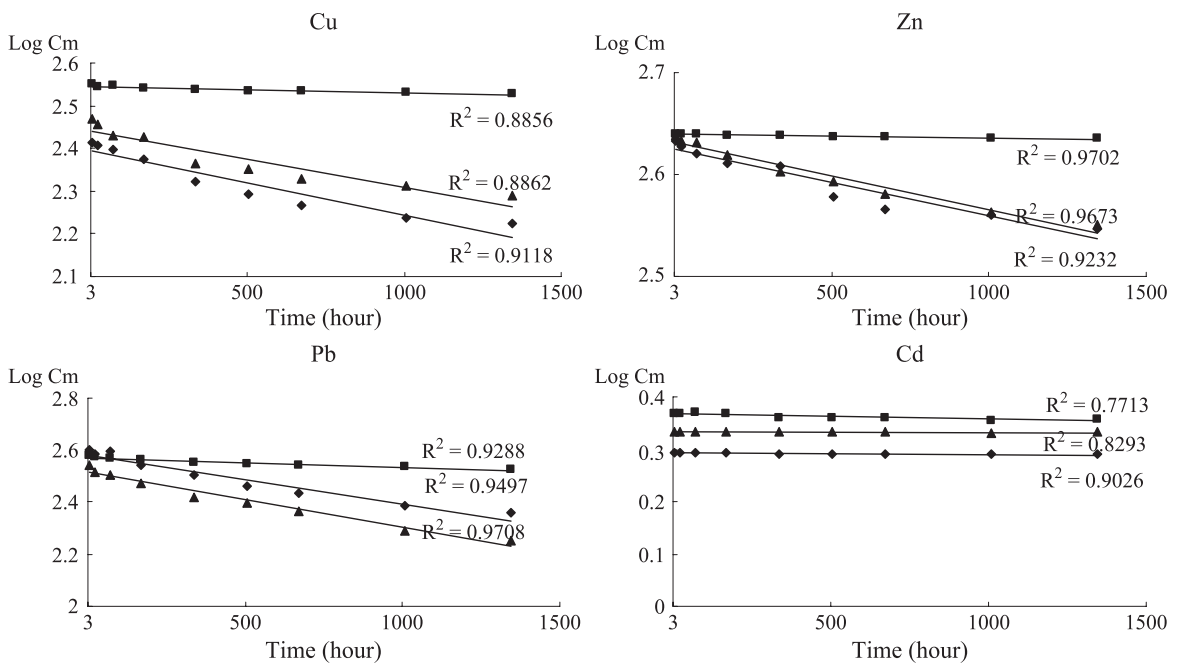 Cu
Log Cm
2.6
2.5
2.4
2.3
2.2
2.1
R² = 0.8856
R² = 0.8862
R² = 0.9118
3 500 1000 1500
Time (hour)
Zn
Log Cm
2.7
2.6
2.5
R² = 0.9702
R² = 0.9673
R² = 0.9232
3 500 1000 1500
Time (hour)
Pb
Log Cm
2.8
2.6
2.4
2.2
2
R² = 0.9288
R² = 0.9497
R² = 0.9708
3 500 1000 1500
Time (hour)
Cd
Log Cm
0.4
0.3
0.1
0
R² = 0.7713
R² = 0.8293
R² = 0.9026
3 500 1000 1500
Time (hour)